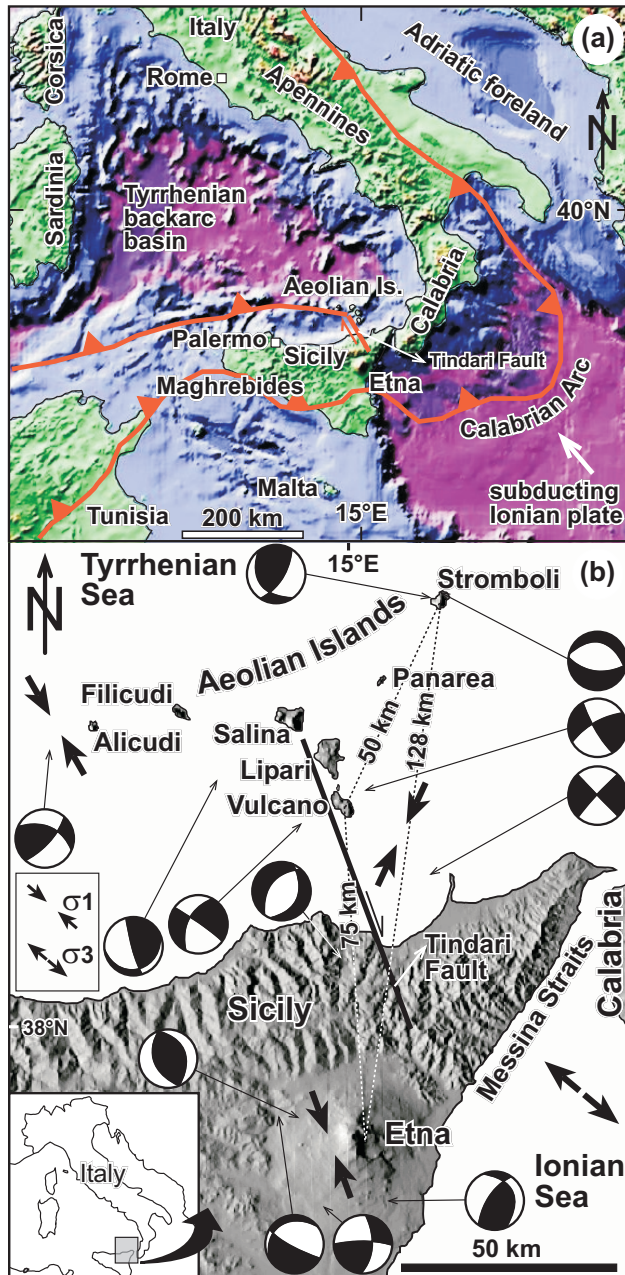 (a)
Italy
Corsica
Rome
Apennines
Adriatic foreland
N
Sardinia
Tyrrhenian
backarc
basin
40°N
Aeolian Is.
Calabria
Palermo
Sicily
Tindari Fault
Maghrebides
Etna
Calabrian Arc
Malta
subducting
Ionian plate
Tunisia
200 km
15°E
(b)
15°E
Tyrrhenian
Sea
N
Stromboli
Aeolian Islands
Panarea
Filicudi
Alicudi
Salina
50 km
128 km
Lipari
Vulcano
σ1
σ3
75 km
Tindari
Fault
Calabria
Sicily
Messina Straits
38°N
Etna
Italy
Ionian
Sea
50 km